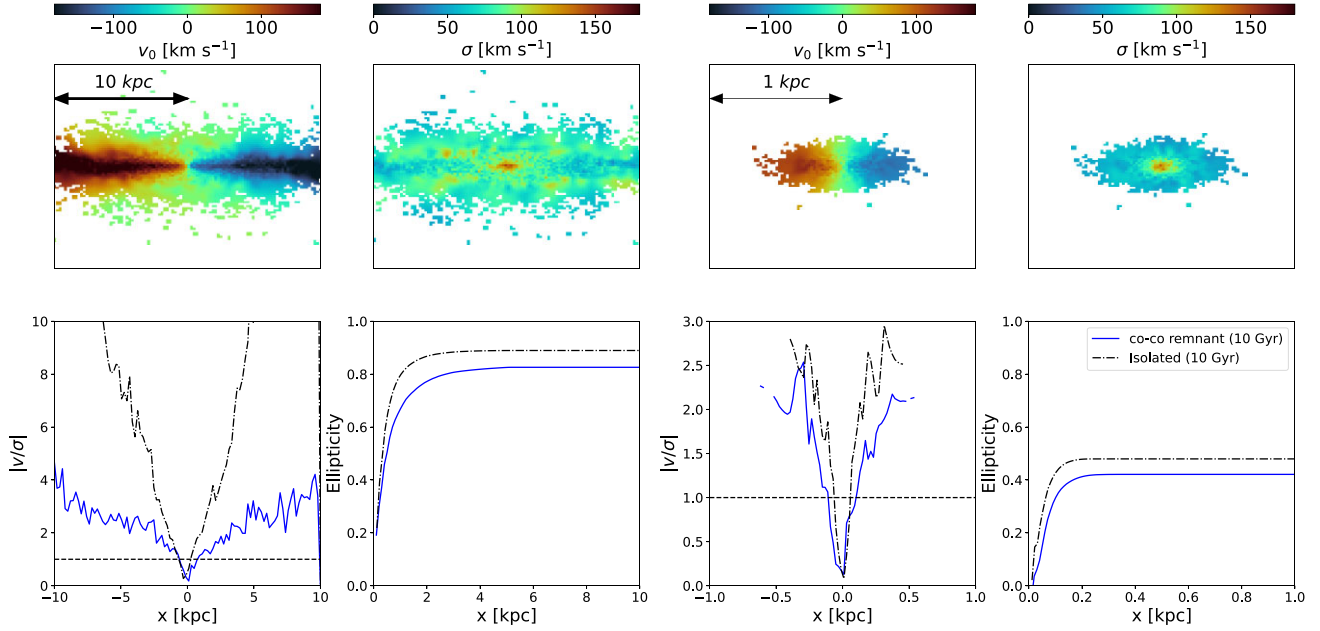 −100 0 100
v₀ [km s⁻¹]
10 kpc
0 50 100 150
σ [km s⁻¹]
−100 0 100
v₀ [km s⁻¹]
1 kpc
0 50 100 150
σ [km s⁻¹]
10
8
6
4
2
0
|v/σ|
−10 −5 0 5 10
x [kpc]
1.0
0.8
0.6
0.4
0.2
0.0
Ellipticity
0 2 4 6 8 10
x [kpc]
3.0
2.5
2.0
1.5
1.0
0.5
0.0
|v/σ|
−1.0 −0.5 0.0 0.5 1.0
x [kpc]
1.0
0.8
0.6
0.4
0.2
0.0
Ellipticity
co-co remnant (10 Gyr)
Isolated (10 Gyr)
0.0 0.2 0.4 0.6 0.8 1.0
x [kpc]